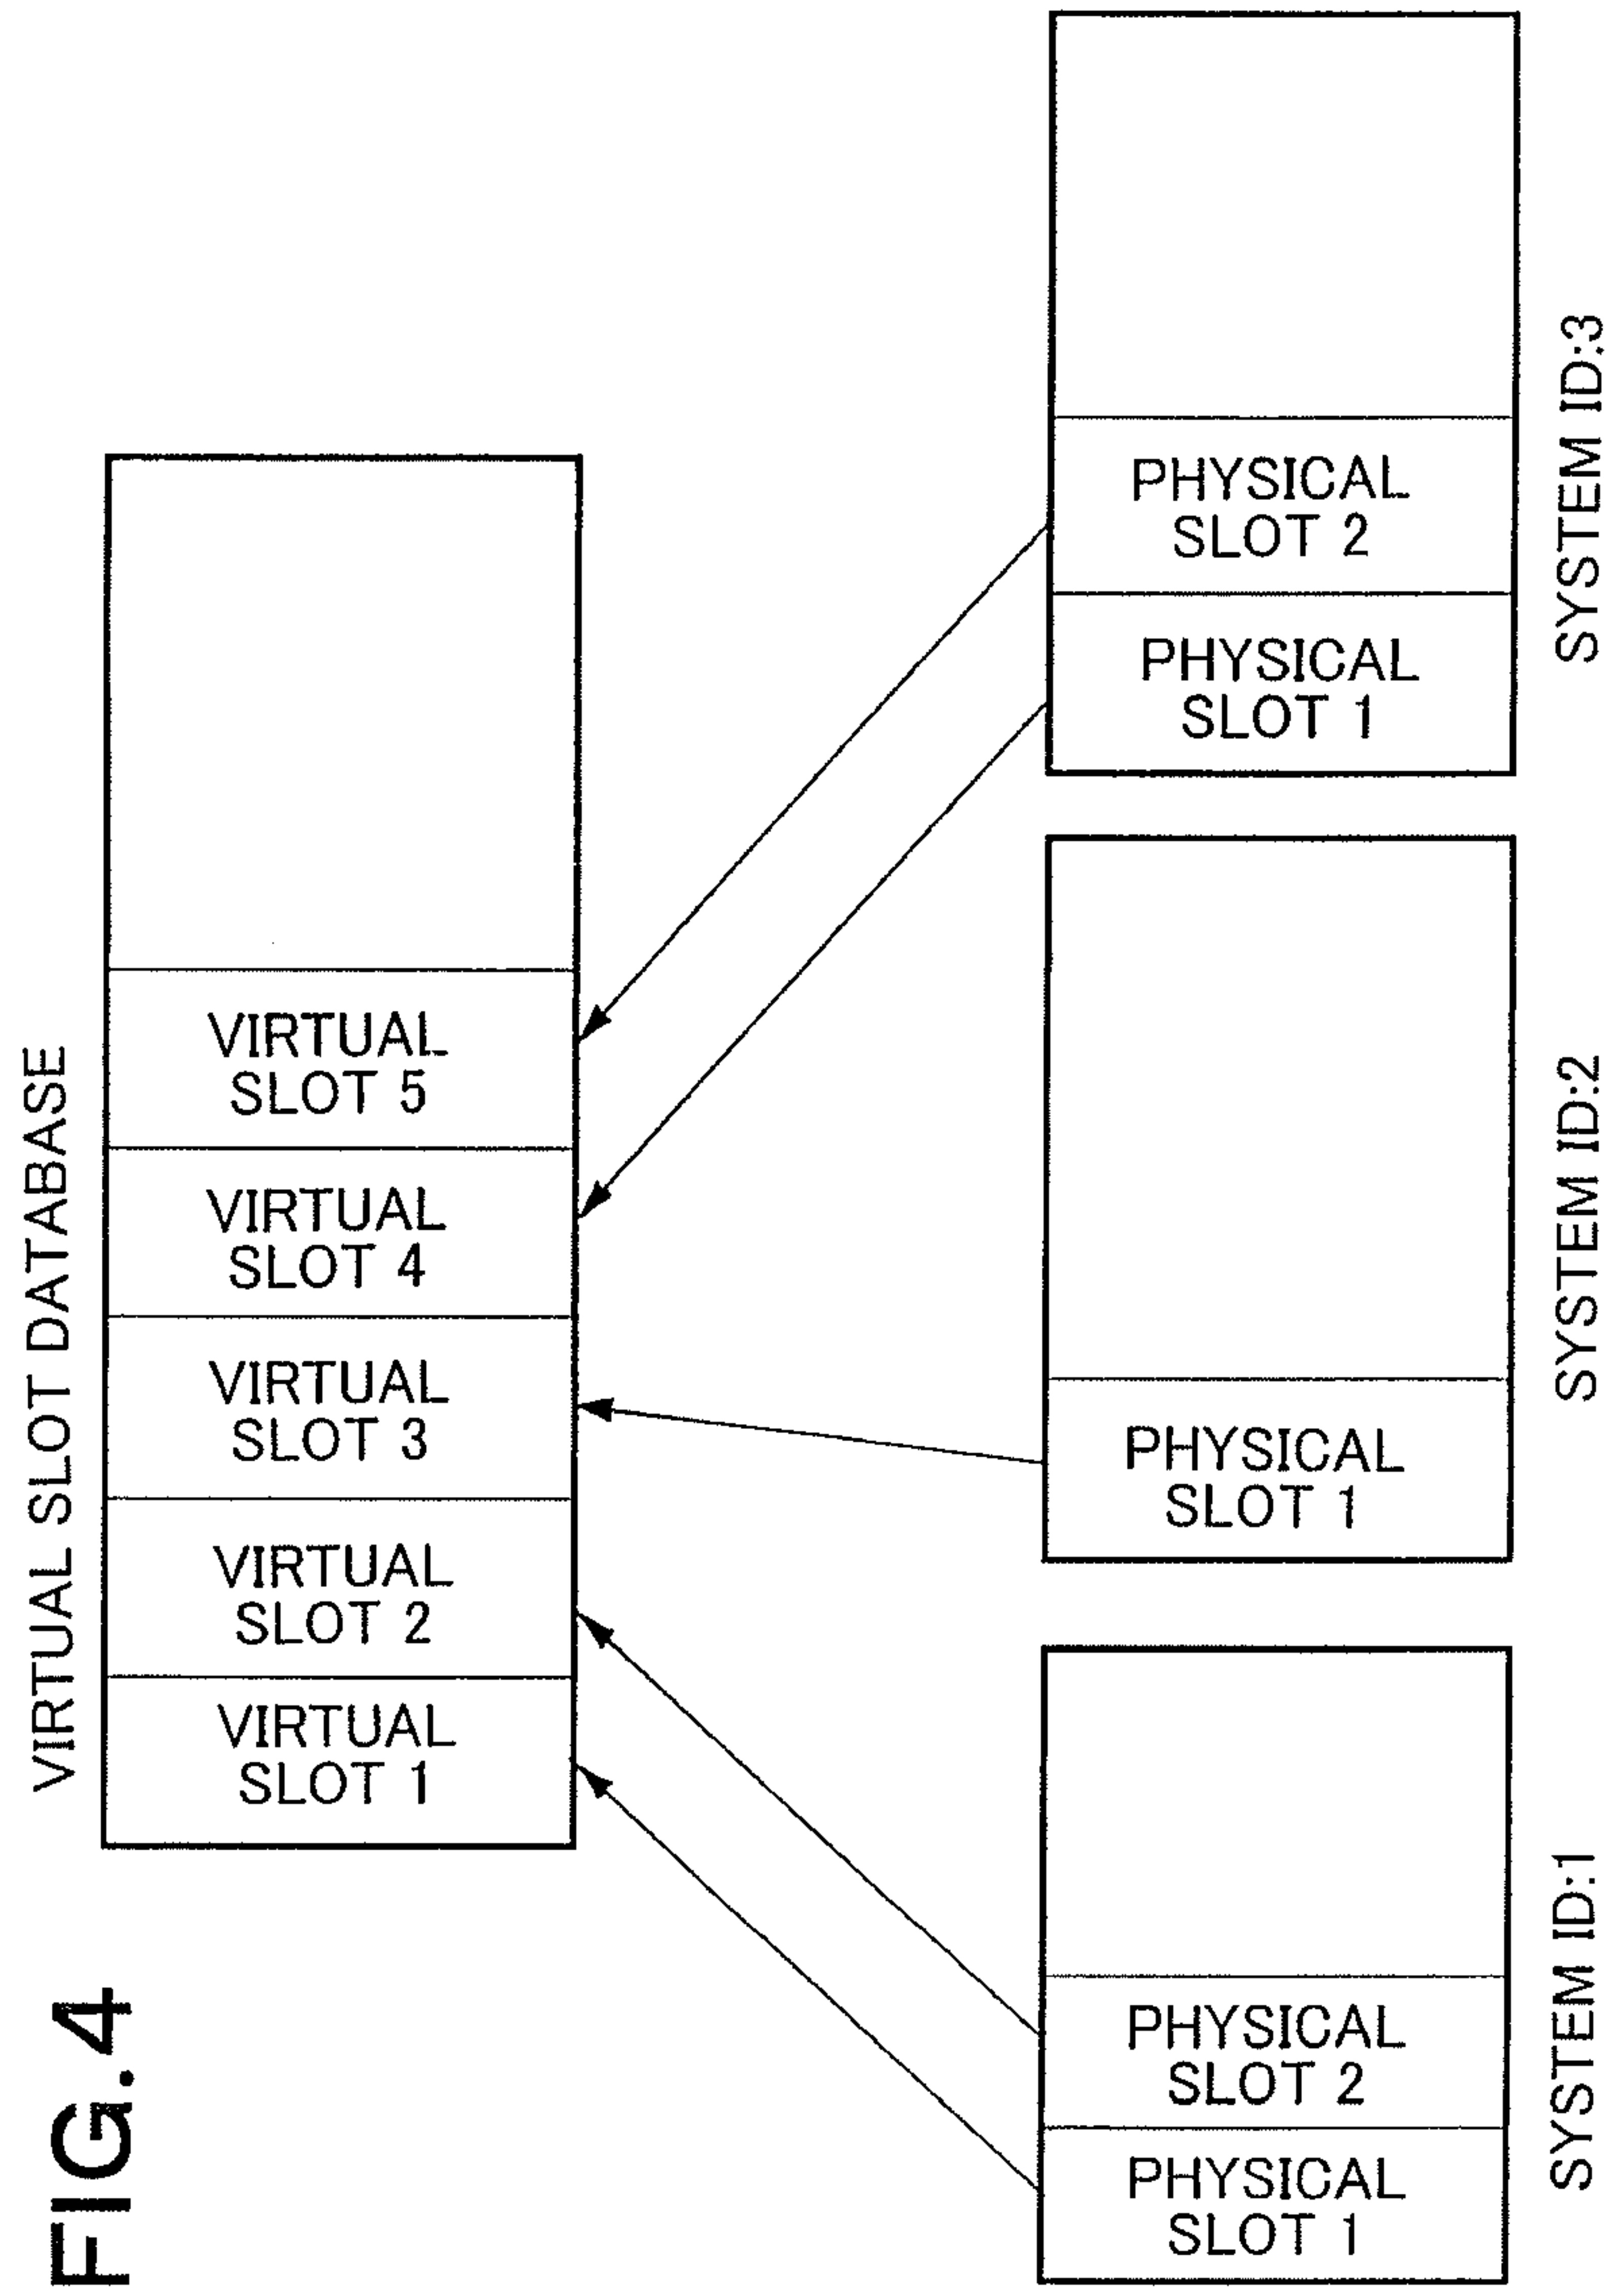 FIG.4
VIRTUAL SLOT DATABASE
VIRTUAL
SLOT 5
VIRTUAL
SLOT 4
VIRTUAL
SLOT 3
VIRTUAL
SLOT 2
VIRTUAL
SLOT 1
PHYSICAL
SLOT 2
PHYSICAL
SLOT 1
SYSTEM ID:3
PHYSICAL
SLOT 1
SYSTEM ID:2
PHYSICAL
SLOT 2
PHYSICAL
SLOT 1
SYSTEM ID:1